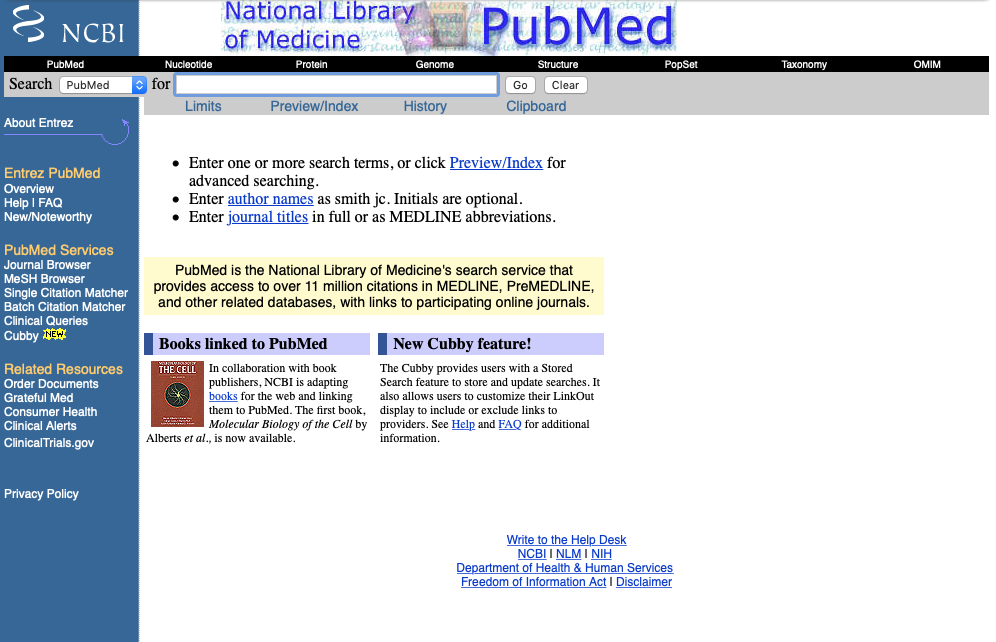 NCBI
National Library
of Medicine
PubMed
PubMed Nucleotide Protein Genome Structure PopSet Taxonomy OMIM
Search PubMed for Go Clear
Limits Preview/Index History Clipboard
About Entrez
Entrez PubMed
Overview
Help | FAQ
New/Noteworthy
PubMed Services
Journal Browser
MeSH Browser
Single Citation Matcher
Batch Citation Matcher
Clinical Queries
Cubby NEW
Related Resources
Order Documents
Grateful Med
Consumer Health
Clinical Alerts
ClinicalTrials.gov
Privacy Policy
• Enter one or more search terms, or click Preview/Index for
advanced searching.
• Enter author names as smith jc. Initials are optional.
• Enter journal titles in full or as MEDLINE abbreviations.
PubMed is the National Library of Medicine's search service that
provides access to over 11 million citations in MEDLINE, PreMEDLINE,
and other related databases, with links to participating online journals.
Books linked to PubMed
THE CELL
In collaboration with book
publishers, NCBI is adapting
books for the web and linking
them to PubMed. The first book,
Molecular Biology of the Cell by
Alberts et al., is now available.
New Cubby feature!
The Cubby provides users with a Stored
Search feature to store and update searches. It
also allows users to customize their LinkOut
display to include or exclude links to
providers. See Help and FAQ for additional
information.
Write to the Help Desk
NCBI | NLM | NIH
Department of Health & Human Services
Freedom of Information Act | Disclaimer